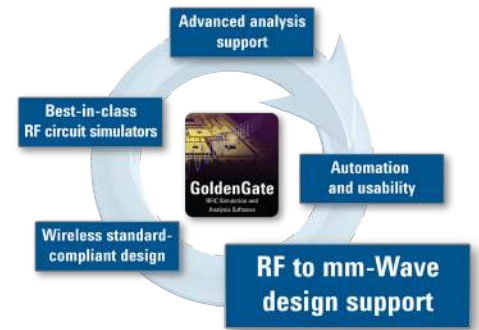 Advanced analysis
support
Best-in-class
RF circuit simulators
GoldenGate
RFIC Simulation and
Analysis Software
Automation
and usability
Wireless standard-
compliant design
RF to mm-Wave
design support